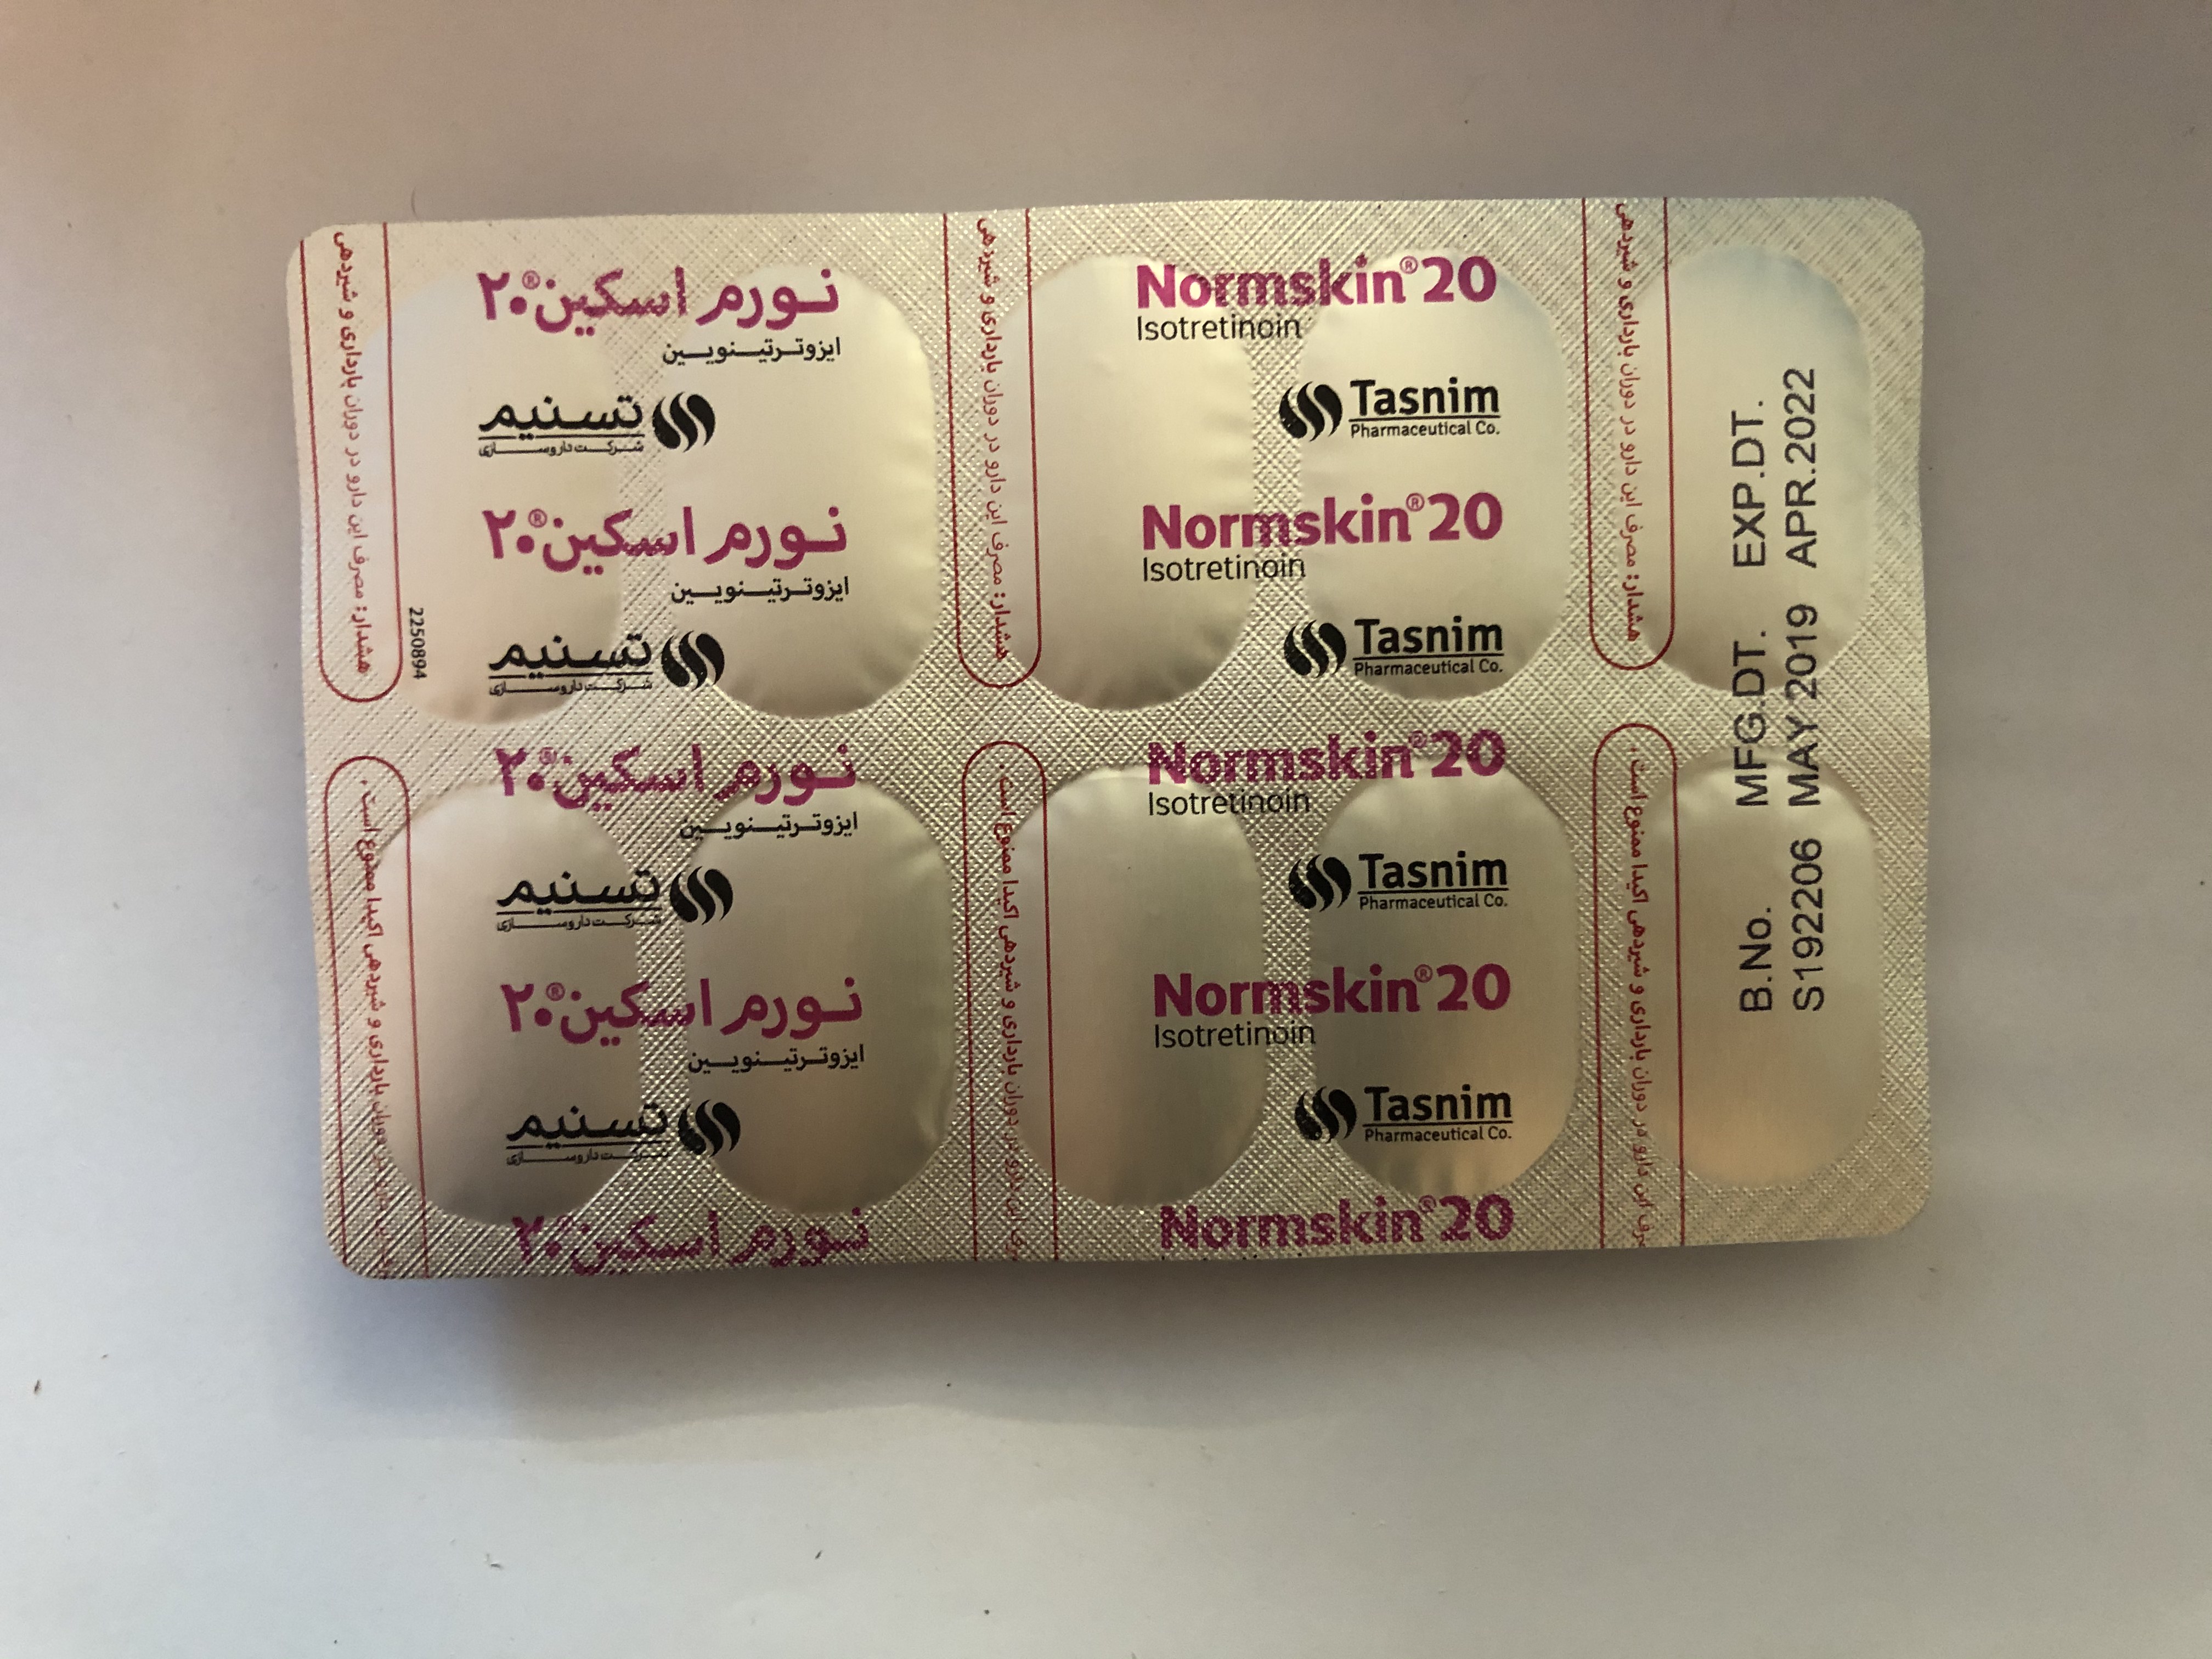 نورم اسکین®۲۰
ایزوترتینویین
تسنیم
شرکت داروسازی
نورم اسکین®۲۰
ایزوترتینویین
تسنیم
شرکت داروسازی
نورم اسکین®۲۰
ایزوترتینویین
تسنیم
شرکت داروسازی
نورم اسکین®۲۰
ایزوترتینویین
تسنیم
شرکت داروسازی
نورم اسکین®۲۰
Normskin®20
Isotretinoin
Tasnim
Pharmaceutical Co.
Normskin®20
Isotretinoin
Tasnim
Pharmaceutical Co.
Normskin®20
Isotretinoin
Tasnim
Pharmaceutical Co.
Normskin®20
Isotretinoin
Tasnim
Pharmaceutical Co.
Normskin®20
هشدار: مصرف این دارو در دوران بارداری و شیردهی
دوران بارداری و شیردهی اکیدا ممنوع است.
2250894
هشدار: مصرف این دارو در دوران بارداری و شیردهی
این دارو در دوران بارداری و شیردهی اکیدا ممنوع است.
هشدار: مصرف این دارو در دوران بارداری و شیردهی
این دارو در دوران بارداری و شیردهی اکیدا ممنوع است.
B.No. MFG.DT. EXP.DT.
S192206 MAY 2019 APR.2022